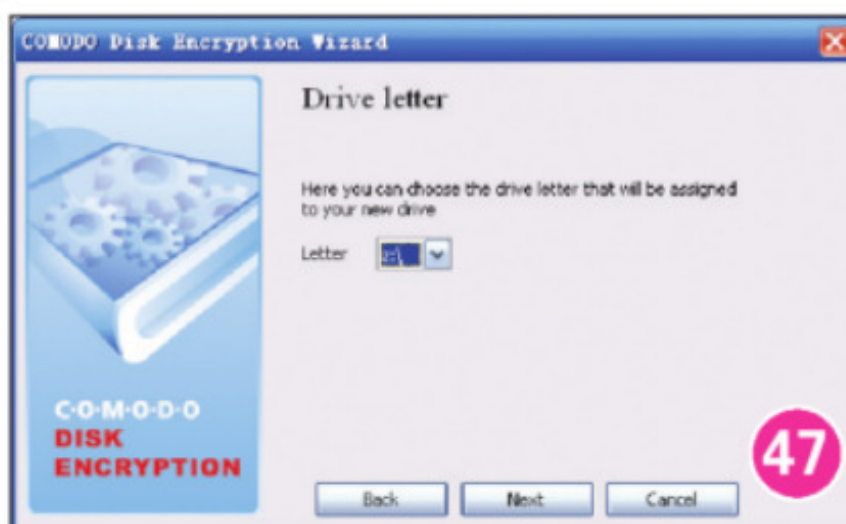 COMODO Disk Encryption Wizard
Drive letter
Here you can choose the drive letter that will be assigned
to your new drive
Letter
C·O·M·O·D·O
DISK
ENCRYPTION
47
Back Next Cancel